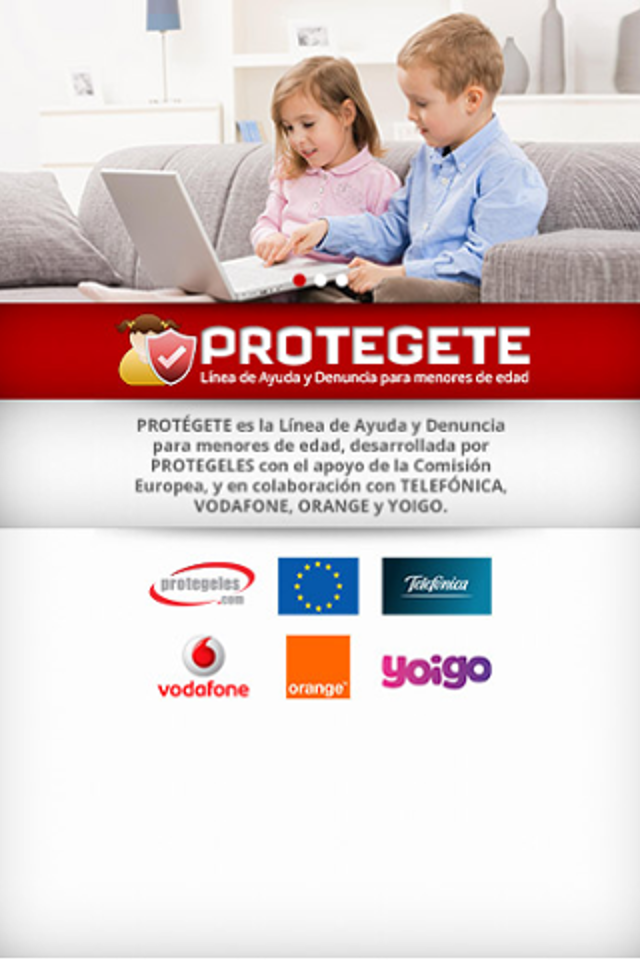 PROTEGETE
Línea de Ayuda y Denuncia para menores de edad
PROTÉGETE es la Línea de Ayuda y Denuncia
para menores de edad, desarrollada por
PROTEGELES con el apoyo de la Comisión
Europea, y en colaboración con TELEFÓNICA,
VODAFONE, ORANGE y YOIGO.
protegeles
.com
Telefónica
vodafone
orange
yoigo